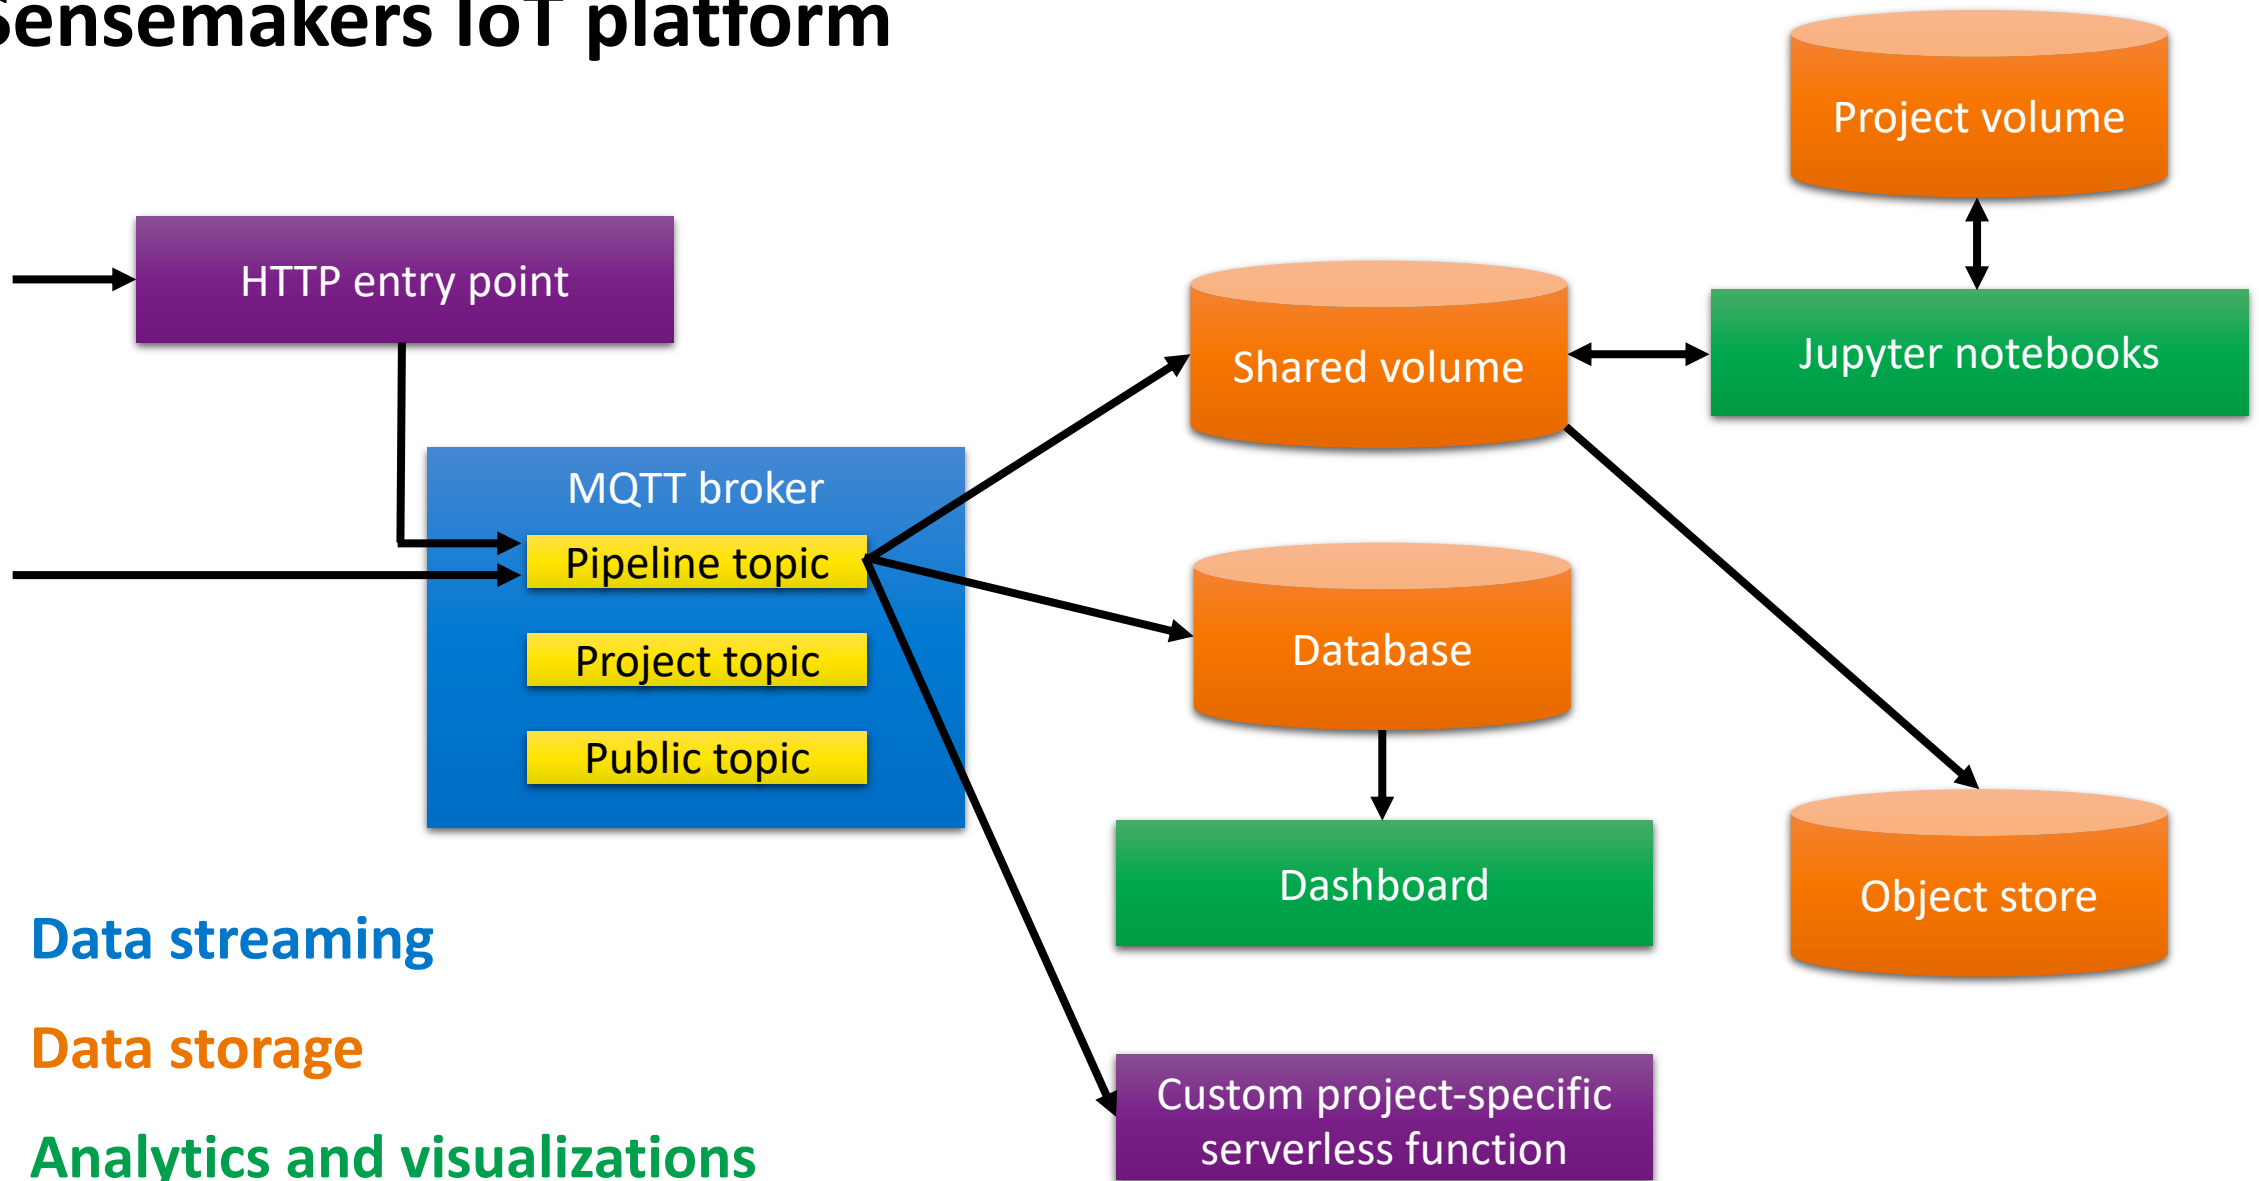 Sensemakers IoT platform
Project volume
HTTP entry point
Shared volume
Jupyter notebooks
MQTT broker
Pipeline topic
Project topic
Public topic
Database
Dashboard
Object store
Custom project-specific
serverless function
Data streaming
Data storage
Analytics and visualizations